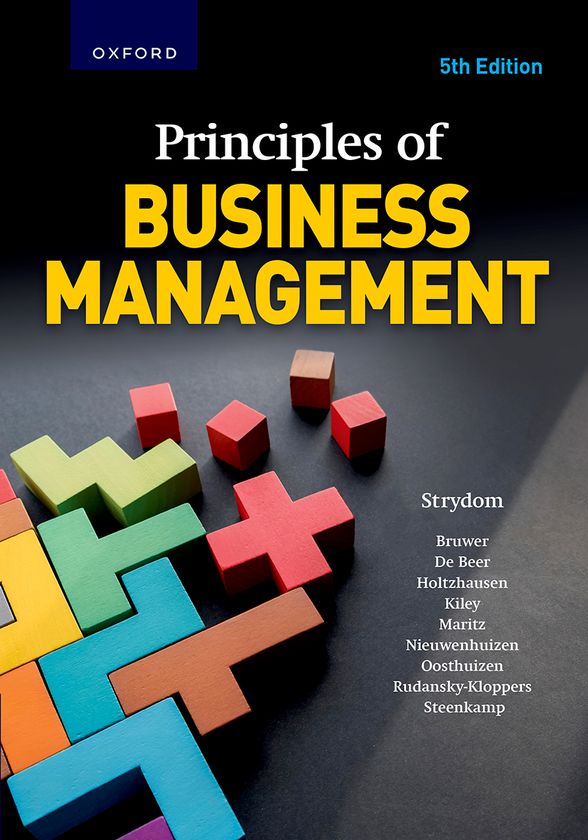 OXFORD
5th Edition
Principles of
BUSINESS
MANAGEMENT
Strydom
Bruwer
De Beer
Holtzhausen
Kiley
Maritz
Nieuwenhuizen
Oosthuizen
Rudansky-Kloppers
Steenkamp